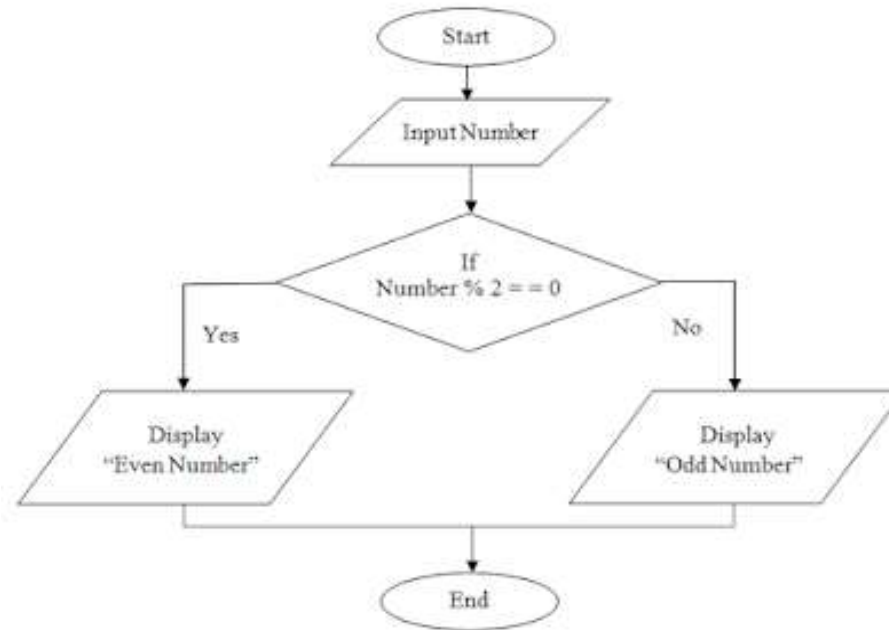 Start
Input Number
If
Number % 2 = = 0
Yes
No
Display
“Even Number”
Display
“Odd Number”
End